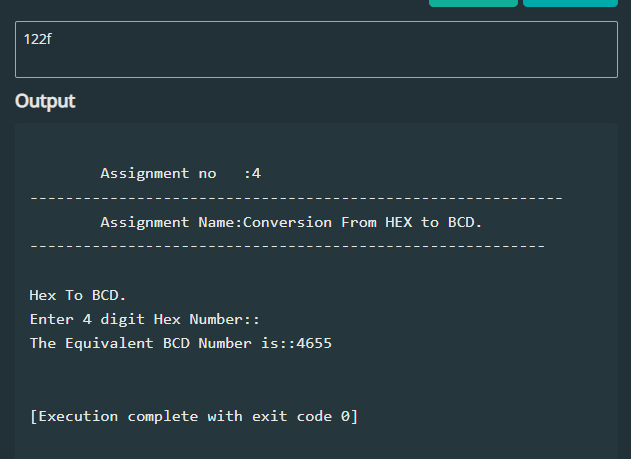 122f
Output
Assignment no   :4
------------------------------------------------------------
Assignment Name:Conversion From HEX to BCD.
----------------------------------------------------------
Hex To BCD.
Enter 4 digit Hex Number::
The Equivalent BCD Number is::4655
[Execution complete with exit code 0]